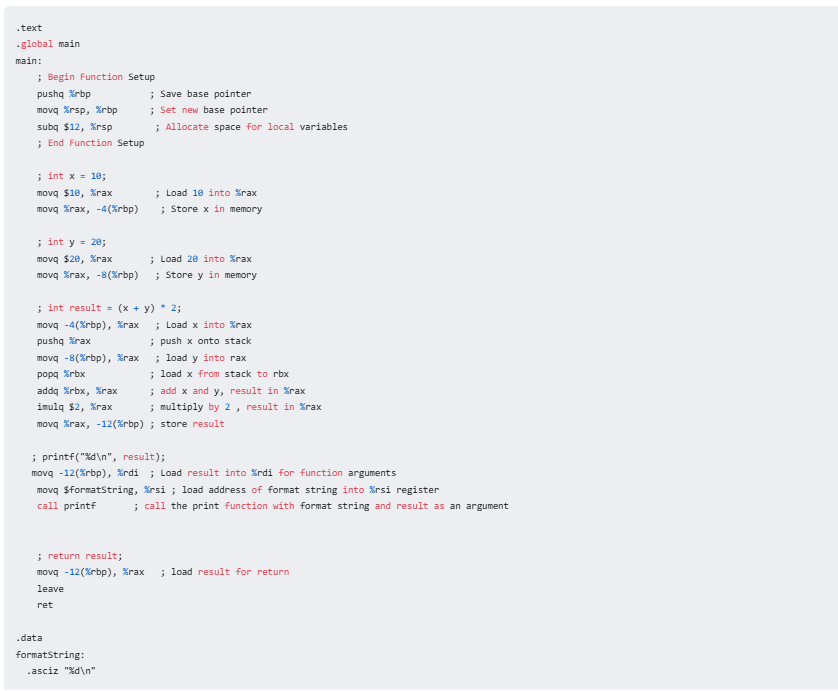 .text
.global main
main:
    ; Begin Function Setup
    pushq %rbp           ; Save base pointer
    movq %rsp, %rbp      ; Set new base pointer
    subq $12, %rsp        ; Allocate space for local variables
    ; End Function Setup

    ; int x = 10;
    movq $10, %rax        ; Load 10 into %rax
    movq %rax, -4(%rbp)    ; Store x in memory

    ; int y = 20;
    movq $20, %rax       ; Load 20 into %rax
    movq %rax, -8(%rbp)   ; Store y in memory

    ; int result = (x + y) * 2;
    movq -4(%rbp), %rax   ; Load x into %rax
    pushq %rax           ; push x onto stack
    movq -8(%rbp), %rax   ; load y into rax
    popq %rbx            ; load x from stack to rbx
    addq %rbx, %rax      ; add x and y, result in %rax
    imulq $2, %rax       ; multiply by 2 , result in %rax
    movq %rax, -12(%rbp) ; store result

   ; printf("%d\n", result);
   movq -12(%rbp), %rdi  ; Load result into %rdi for function arguments
    movq $formatString, %rsi ; load address of format string into %rsi register
    call printf       ; call the print function with format string and result as an argument


    ; return result;
    movq -12(%rbp), %rax   ; load result for return
    leave
    ret

.data
formatString:
  .asciz "%d\n"